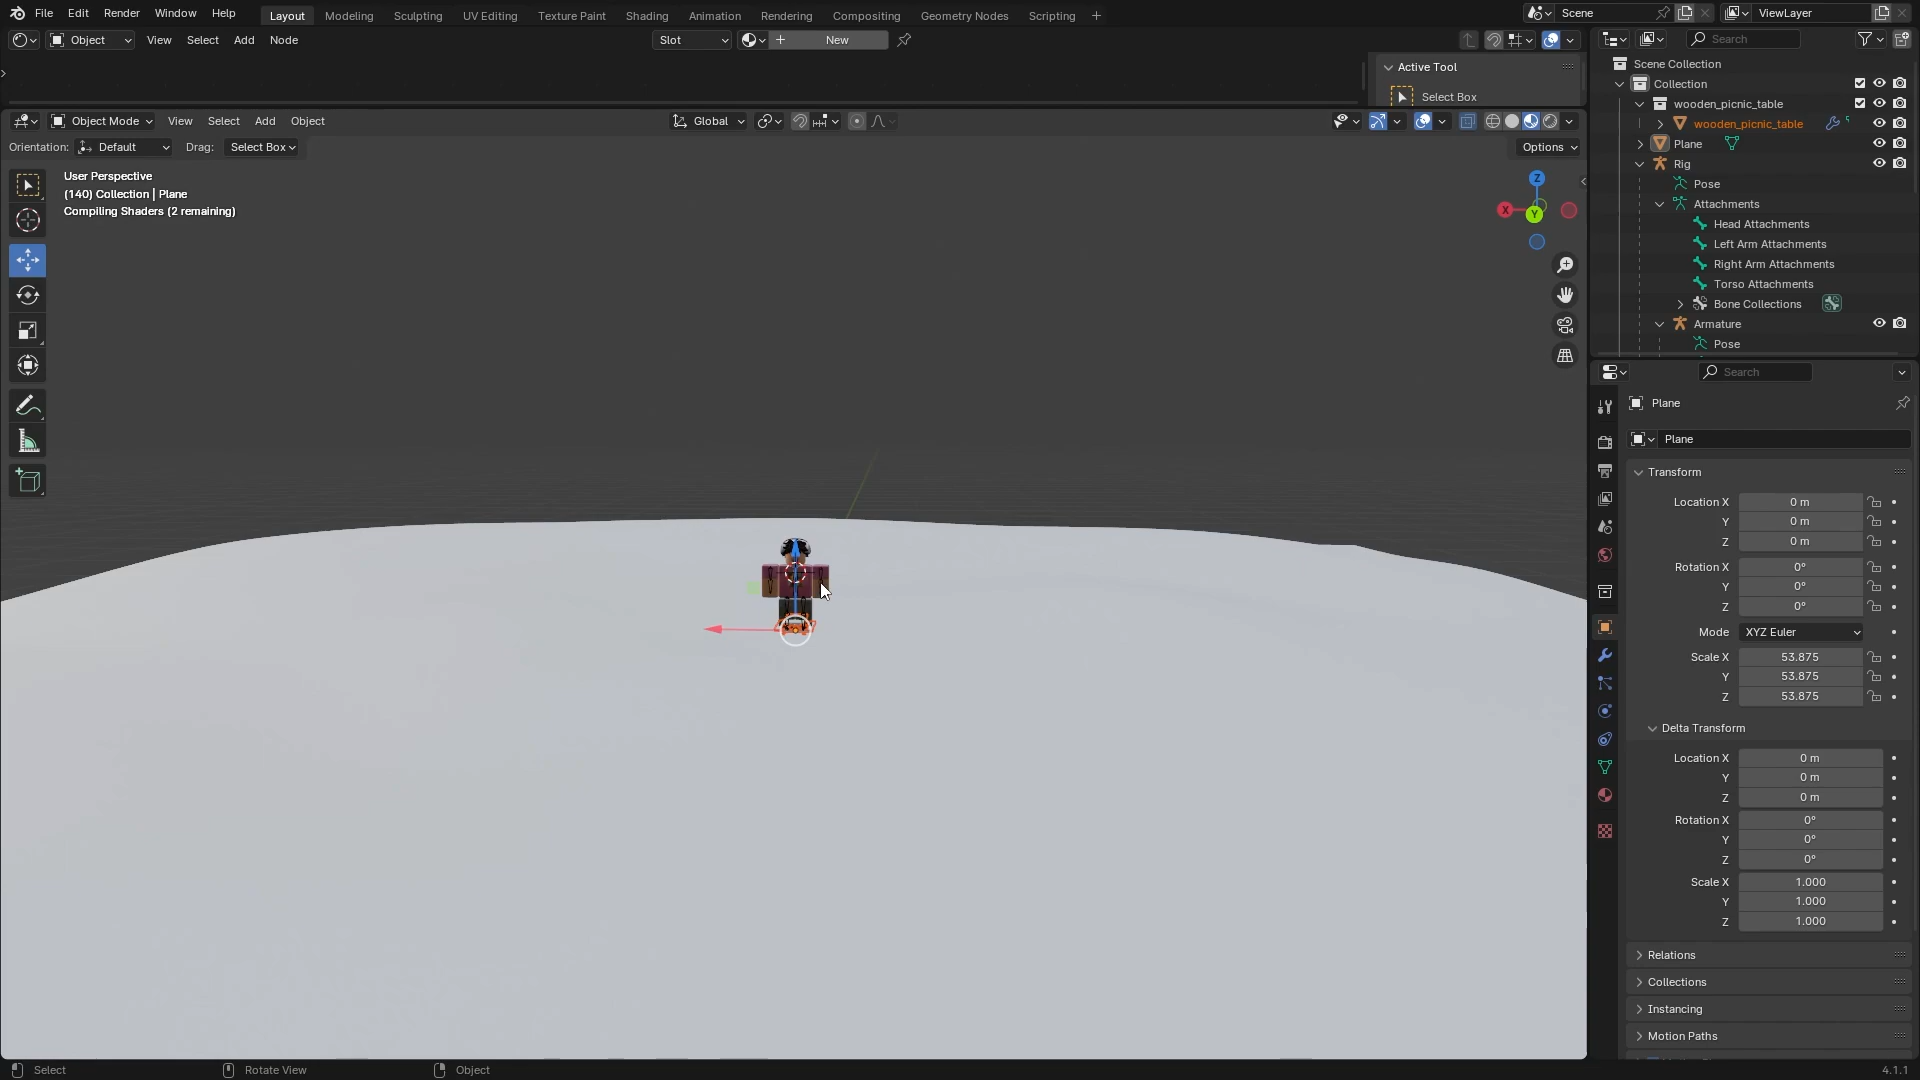 File Edit Render Window Help Layout Modeling Sculpting UV Editing Texture Paint Shading Animation Rendering Compositing Geometry Nodes Scripting + Scene ViewLayer
Object View Select Add Node Slot New
Search
Active Tool
Select Box
Scene Collection
Collection
wooden_picnic_table
wooden_picnic_table
Plane
Rig
Pose
Attachments
Head Attachments
Left Arm Attachments
Right Arm Attachments
Torso Attachments
Bone Collections
Armature
Pose
Object Mode View Select Add Object Global
Orientation: Default Drag: Select Box Options
User Perspective
(140) Collection | Plane
Compiling Shaders (2 remaining)
Z
X
Y
Search
Plane
Plane
Transform
Location X 0 m
Y 0 m
Z 0 m
Rotation X 0°
Y 0°
Z 0°
Mode XYZ Euler
Scale X 53.875
Y 53.875
Z 53.875
Delta Transform
Location X 0 m
Y 0 m
Z 0 m
Rotation X 0°
Y 0°
Z 0°
Scale X 1.000
Y 1.000
Z 1.000
Relations
Collections
Instancing
Motion Paths
Select Rotate View Object 4.1.1